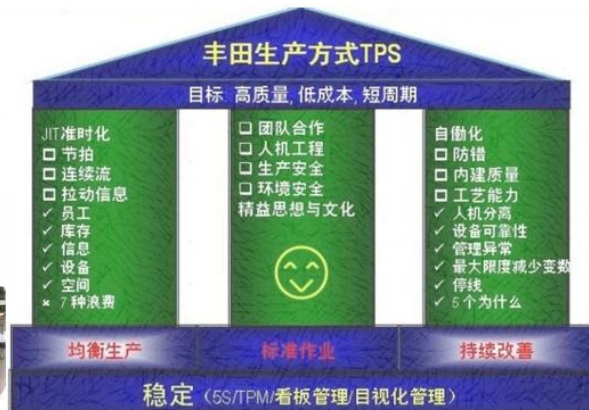 丰田生产方式TPS
目标: 高质量, 低成本, 短周期
JIT准时化
节拍
连续流
拉动信息
员工
库存
信息
设备
空间
7种浪费
团队合作
人机工程
生产安全
环境安全
精益思想与文化
自働化
防错
内建质量
工艺能力
人机分离
设备可靠性
管理异常
最大限度减少变数
停线
5个为什么
均衡生产
标准作业
持续改善
稳定（5S/TPM/看板管理/目视化管理）